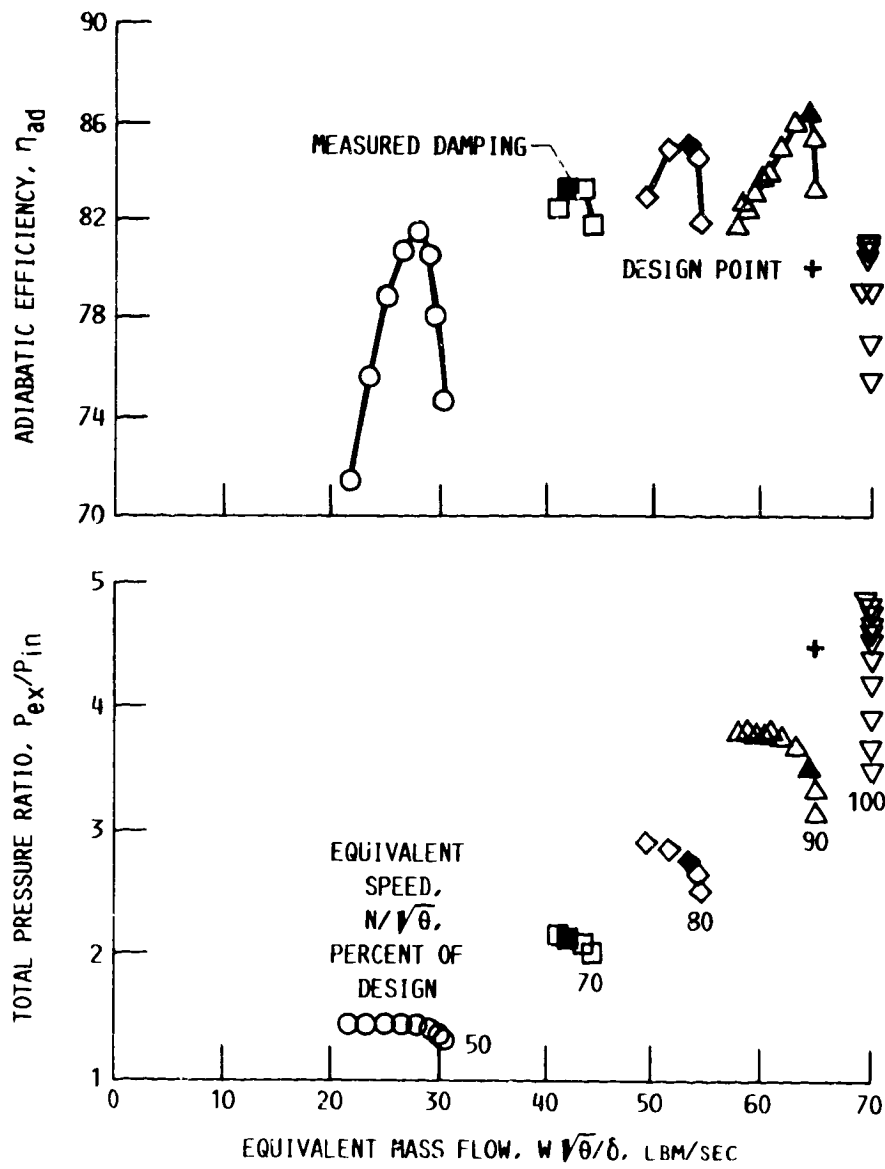 90
86
82
78
74
70
ADIABATIC EFFICIENCY, ηad
MEASURED DAMPING
DESIGN POINT
5
4
3
2
1
TOTAL PRESSURE RATIO, Pex/Pin
EQUIVALENT
SPEED,
N/√θ,
PERCENT OF
DESIGN
50
70
80
90
100
0 10 20 30 40 50 60 70
EQUIVALENT MASS FLOW, W√θ/δ, LBM/SEC